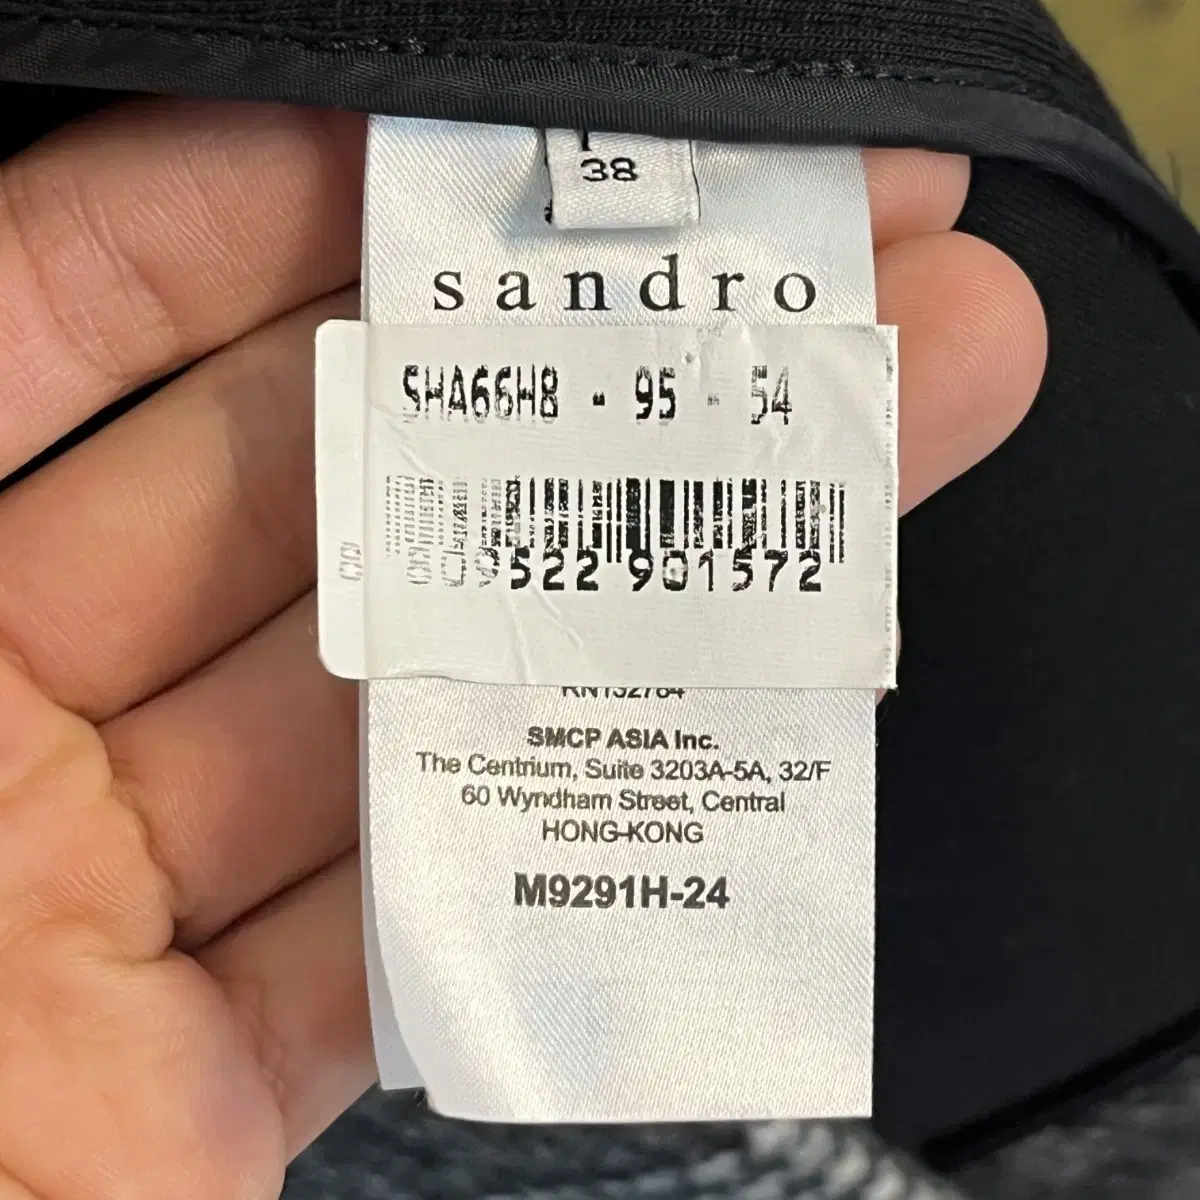 38
sandro
SHA66H8 - 95 - 54
522 901572
RN132784
SMCP ASIA Inc.
The Centrium, Suite 3203A-5A, 32/F
60 Wyndham Street, Central
HONG-KONG
M9291H-24